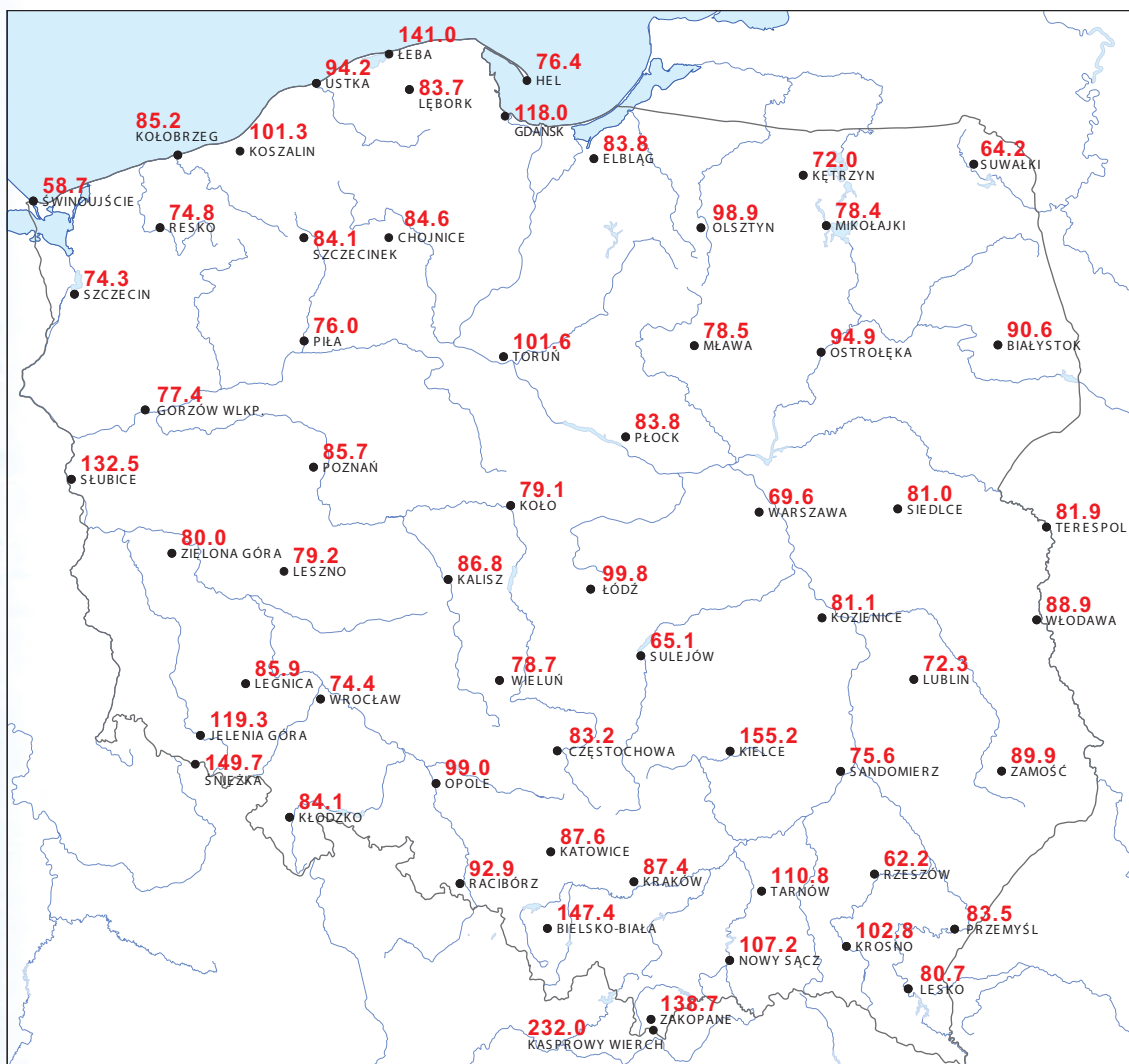 141.0
ŁEBA
76.4
HEL
94.2
USTKA
83.7
LĘBORK
118.0
GDAŃSK
85.2
KOŁOBRZEG
101.3
KOSZALIN
83.8
ELBLĄG
72.0
KĘTRZYN
64.2
SUWAŁKI
58.7
ŚWINOUJŚCIE
74.8
RESKO
84.1
SZCZECINEK
84.6
CHOJNICE
98.9
OLSZTYN
78.4
MIKOŁAJKI
74.3
SZCZECIN
76.0
PIŁA
101.6
TORUŃ
78.5
MŁAWA
94.9
OSTROŁĘKA
90.6
BIAŁYSTOK
77.4
GORZÓW WLKP.
83.8
PŁOCK
132.5
SŁUBICE
85.7
POZNAŃ
79.1
KOŁO
69.6
WARSZAWA
81.0
SIEDLCE
81.9
TERESPOL
80.0
ZIELONA GÓRA
79.2
LESZNO
86.8
KALISZ
99.8
ŁÓDŹ
81.1
KOZIENICE
88.9
WŁODAWA
65.1
SULEJÓW
85.9
LEGNICA
74.4
WROCŁAW
78.7
WIELUŃ
72.3
LUBLIN
119.3
JELENIA GÓRA
149.7
ŚNIEŻKA
83.2
CZĘSTOCHOWA
155.2
KIELCE
75.6
SANDOMIERZ
89.9
ZAMOŚĆ
99.0
OPOLE
84.1
KŁODZKO
87.6
KATOWICE
92.9
RACIBÓRZ
87.4
KRAKÓW
110.8
TARNÓW
62.2
RZESZÓW
147.4
BIELSKO-BIAŁA
107.2
NOWY SĄCZ
102.8
KROSNO
83.5
PRZEMYŚL
80.7
LESKO
138.7
ZAKOPANE
232.0
KASPROWY WIERCH